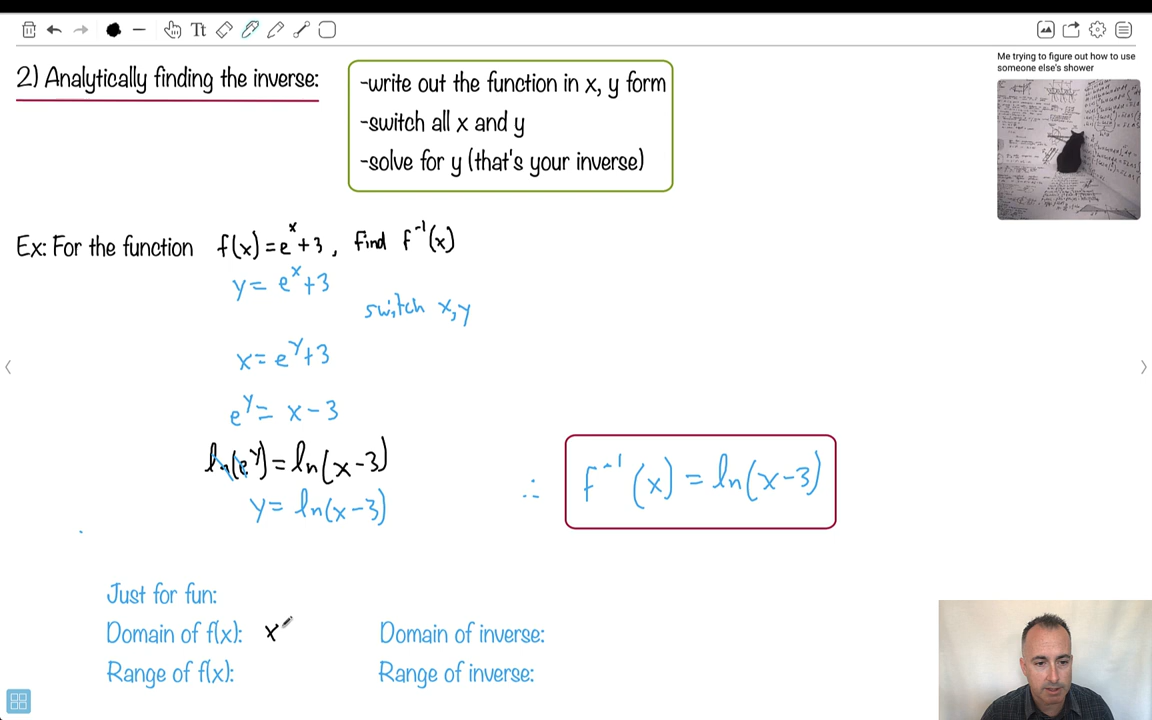 Tt
Me trying to figure out how to use
someone else's shower
2) Analytically finding the inverse:
-write out the function in x, y form
-switch all x and y
-solve for y (that's your inverse)
Ex: For the function f(x)=e^x+3, find f^-1(x)
y= e^x+3
switch x,y
x= e^y+3
e^y= x-3
ln(e^y)=ln(x-3)
y= ln(x-3)
∴ f^-1(x) = ln(x-3)
Just for fun:
Domain of f(x): x
Domain of inverse:
Range of f(x):
Range of inverse: